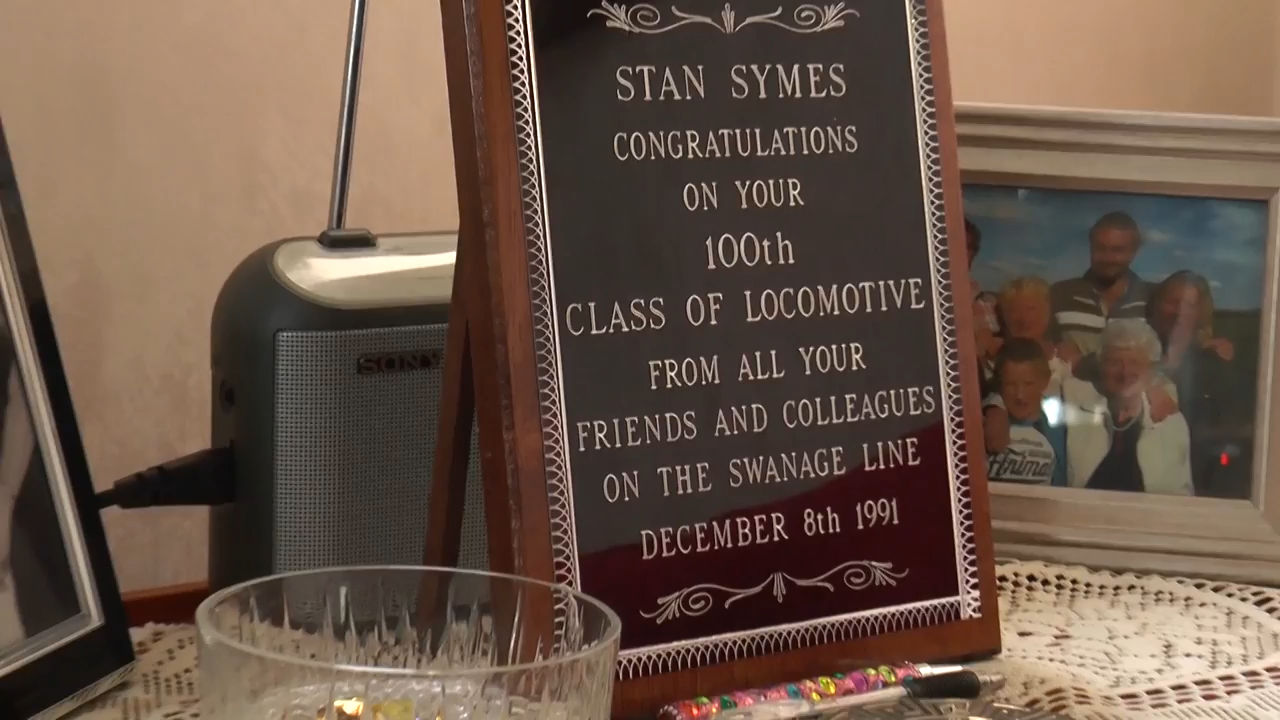 STAN SYMES
CONGRATULATIONS
ON YOUR
100th
CLASS OF LOCOMOTIVE
FROM ALL YOUR
FRIENDS AND COLLEAGUES
ON THE SWANAGE LINE
DECEMBER 8th 1991
SONY
Animal